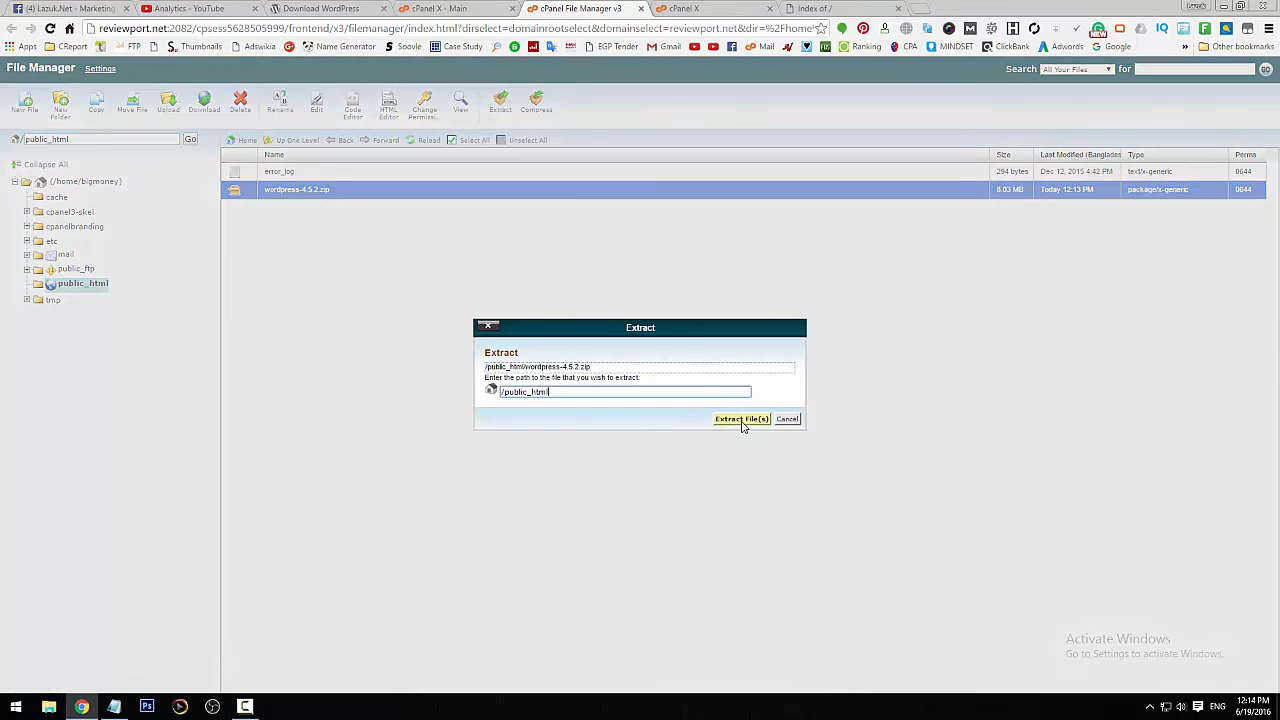 (4) Lazuk.Net - Marketing
Analytics - YouTube
Download WordPress
cPanel X - Main
cPanel File Manager v3
cPanel X
Index of /
reviewport.net:2082/cpsess5628505999/frontend/x3/filemanager/index.html?dirselect=domainrootselect&domainselect=reviewport.net&dir=%2Fhome%
Apps
CReport
FTP
Thumbnails
Adswikia
Name Generator
Case Study
EGP Tender
Gmail
Mail
Ranking
CPA
MINDSET
ClickBank
Adwords
Google
Other bookmarks
File Manager
Settings
Search
All Your Files
for
GO
New File
New Folder
Copy
Move File
Upload
Download
Delete
Rename
Edit
Code Editor
HTML Editor
Change Permissi..
View
Extract
Compress
/public_html
Go
Home
Up One Level
Back
Forward
Reload
Select All
Unselect All
Collapse All
(/home/bigmoney)
cache
cpanel3-skel
cpanelbranding
etc
mail
public_ftp
public_html
tmp
Name
Size
Last Modified (Banglades
Type
Perms
error_log
294 bytes
Dec 12, 2015 4:42 PM
text/x-generic
0644
wordpress-4.5.2.zip
8.03 MB
Today 12:13 PM
package/x-generic
0644
x
Extract
Extract
/public_html/wordpress-4.5.2.zip
Enter the path to the file that you wish to extract:
/public_html
Extract File(s)
Cancel
Activate Windows
Go to Settings to activate Windows.
ENG
12:14 PM
6/19/2016